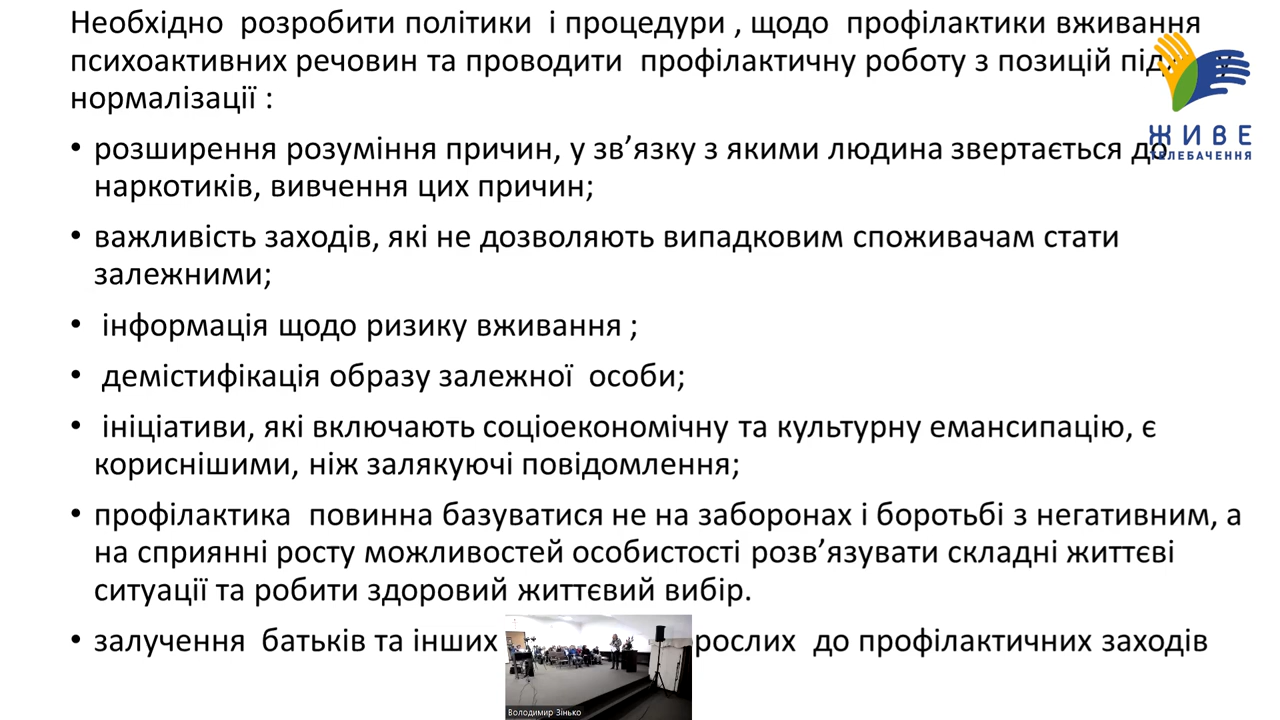 Необхідно розробити політики і процедури , щодо профілактики вживання
психоактивних речовин та проводити профілактичну роботу з позицій
нормалізації :
• розширення розуміння причин, у зв’язку з якими людина звертається до
наркотиків, вивчення цих причин;
• важливість заходів, які не дозволяють випадковим споживачам стати
залежними;
• інформація щодо ризику вживання ;
• демістифікація образу залежної особи;
• ініціативи, які включають соціоекономічну та культурну емансипацію, є
кориснішими, ніж залякуючі повідомлення;
• профілактика повинна базуватися не на заборонах і боротьбі з негативним, а
на сприянні росту можливостей особистості розв’язувати складні життєві
ситуації та робити здоровий життєвий вибір.
• залучення батьків та інших рослих до профілактичних заходів
ЖИВЕ
ТЕЛЕБАЧЕННЯ
Володимир Зінько